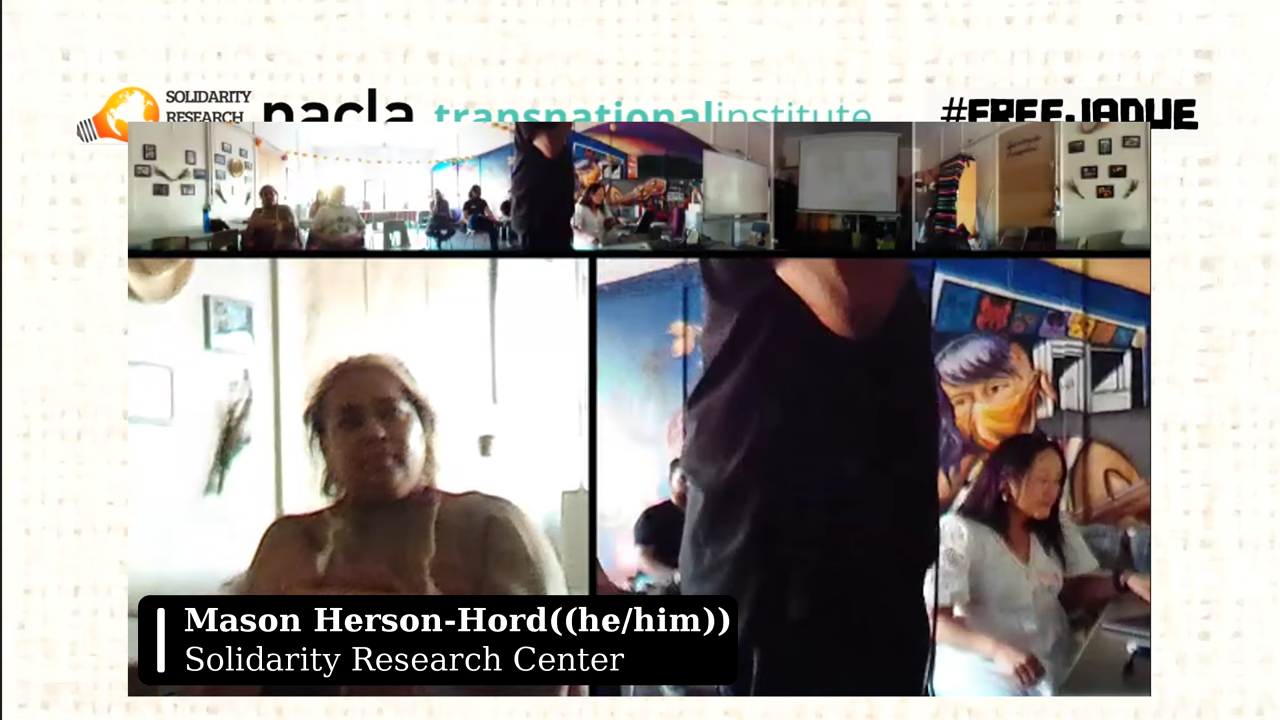 SOLIDARITY
RESEARCH
nacla
transnationalinstitute
#FREEJADUE
Mason Herson-Hord((he/him))
Solidarity Research Center